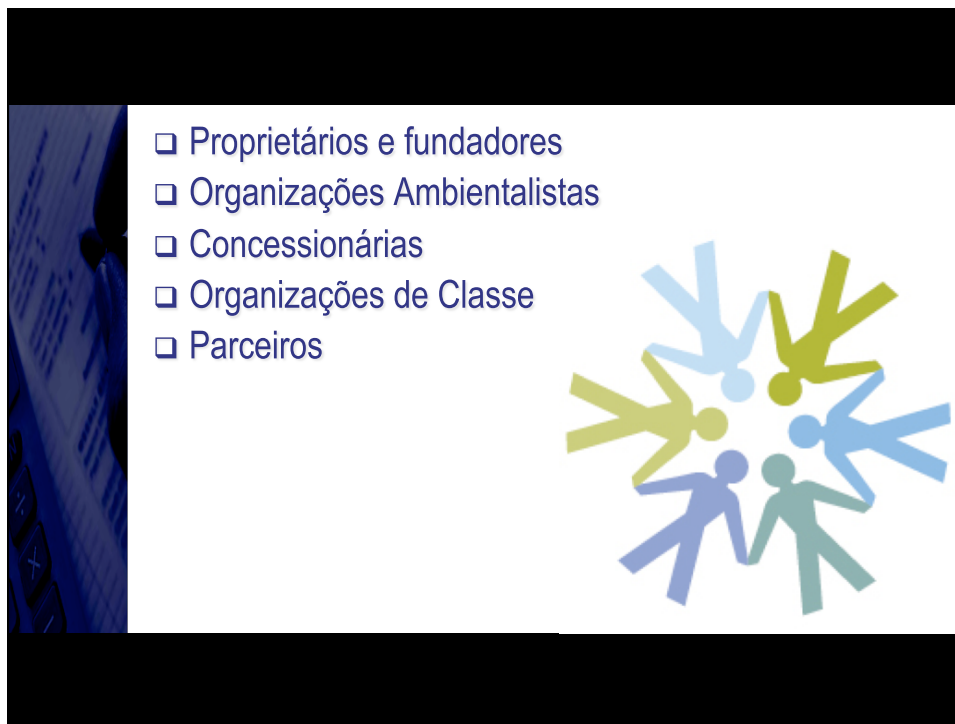 Proprietários e fundadores
Organizações Ambientalistas
Concessionárias
Organizações de Classe
Parceiros